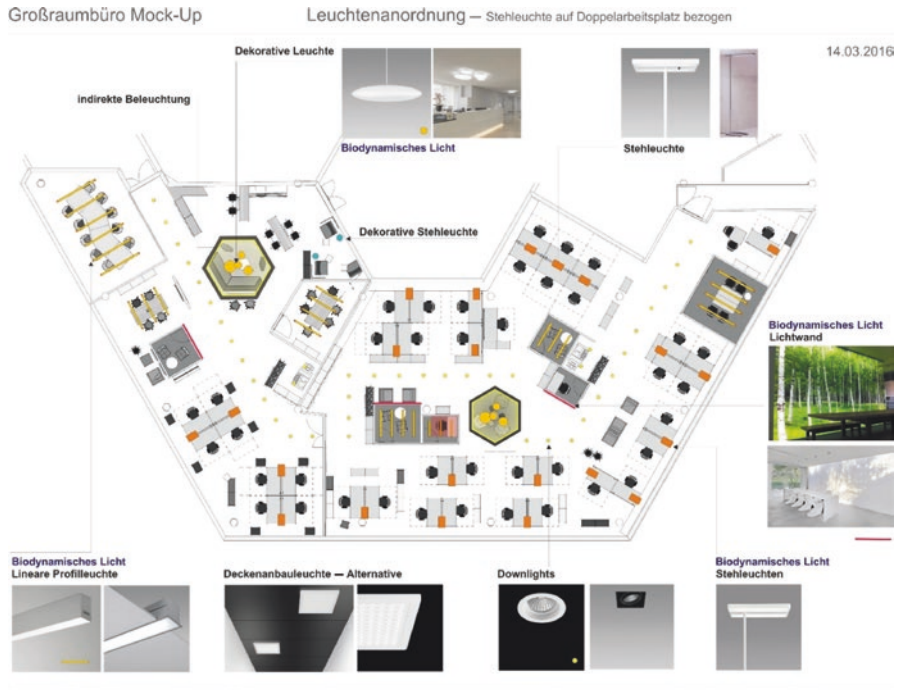 Großraumbüro Mock-Up
Leuchtenanordnung — Stehleuchte auf Doppelarbeitsplatz bezogen
14.03.2016
Dekorative Leuchte
indirekte Beleuchtung
Biodynamisches Licht
Stehleuchte
Dekorative Stehleuchte
Biodynamisches Licht
Lichtwand
Biodynamisches Licht
Lineare Profilleuchte
Deckenanbauleuchte — Alternative
Downlights
Biodynamisches Licht
Stehleuchten